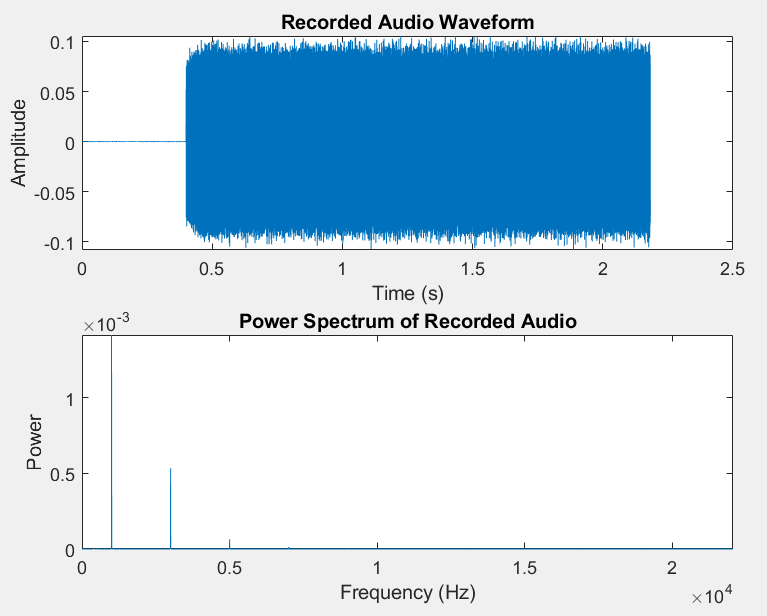 Recorded Audio Waveform
0.1
0.05
0
-0.05
-0.1
Amplitude
0 0.5 1 1.5 2 2.5
Time (s)
×10⁻³
Power Spectrum of Recorded Audio
1
0.5
0
Power
0 0.5 1 1.5 2
Frequency (Hz)
×10⁴